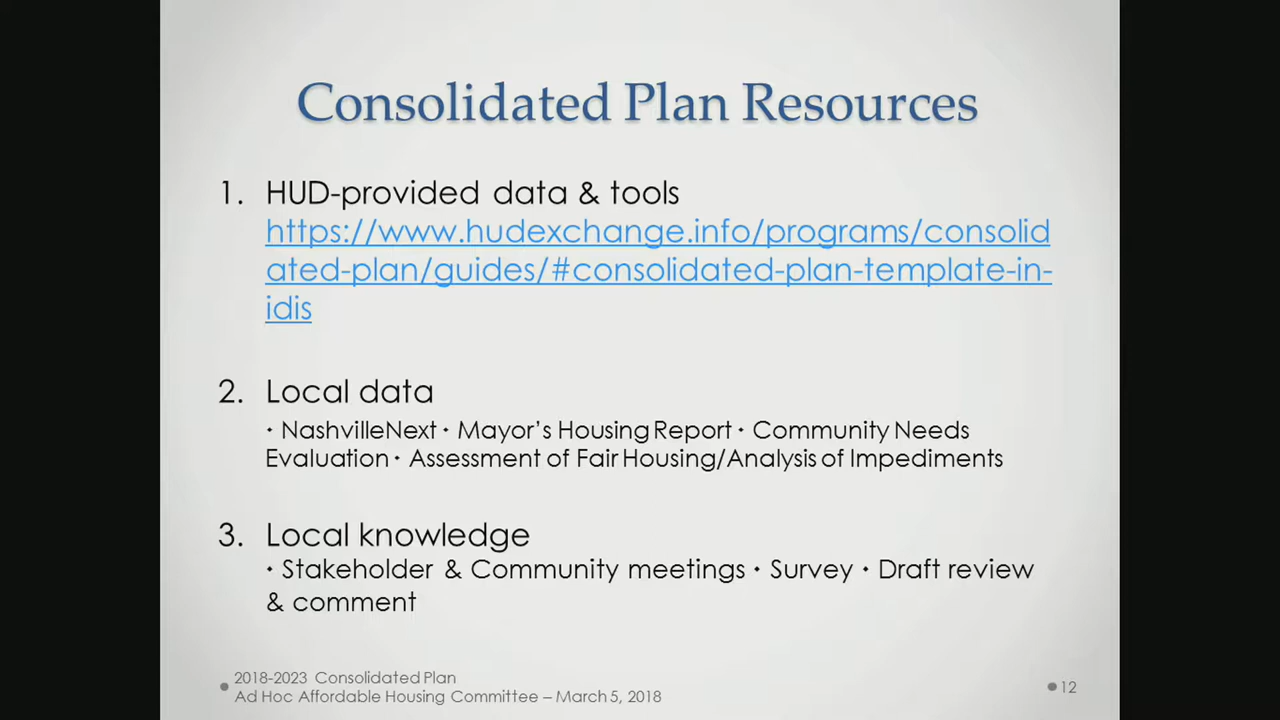 Consolidated Plan Resources
1. HUD-provided data & tools
https://www.hudexchange.info/programs/consolid
ated-plan/guides/#consolidated-plan-template-in-
idis
2. Local data
· NashvilleNext · Mayor’s Housing Report · Community Needs
Evaluation · Assessment of Fair Housing/Analysis of Impediments
3. Local knowledge
· Stakeholder & Community meetings · Survey · Draft review
& comment
2018-2023 Consolidated Plan
Ad Hoc Affordable Housing Committee – March 5, 2018
12